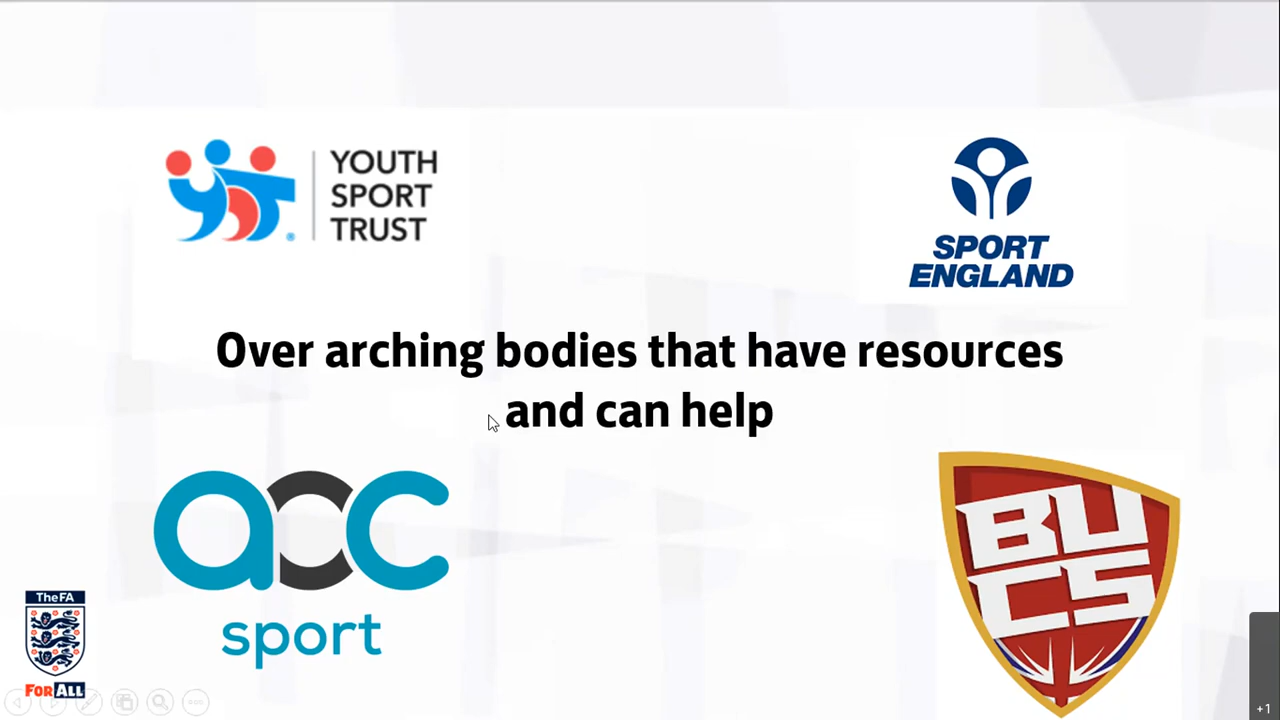 YOUTH
SPORT
TRUST
SPORT
ENGLAND
Over arching bodies that have resources
and can help
aoc
sport
BU
CS
TheFA
FORALL
+1